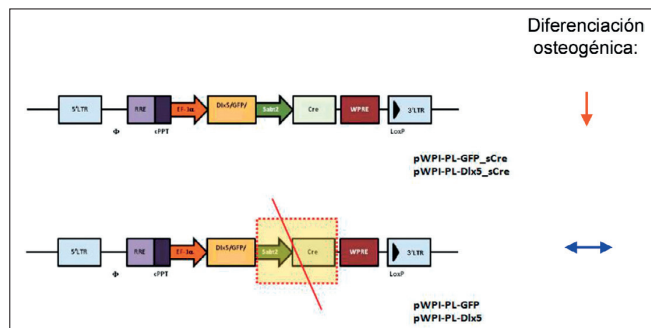 Diferenciación
osteogénica:
5'LTR RRE EF-1α Dlx5/GFP/ Cre WPRE 3'LTR
Φ cPPT LoxP
pWPI-PL-GFP_sCre
pWPI-PL-Dlx5_sCre
5'LTR RRE EF-1α Dlx5/GFP/ Cre WPRE 3'LTR
Φ cPPT LoxP
pWPI-PL-GFP
pWPI-PL-Dlx5